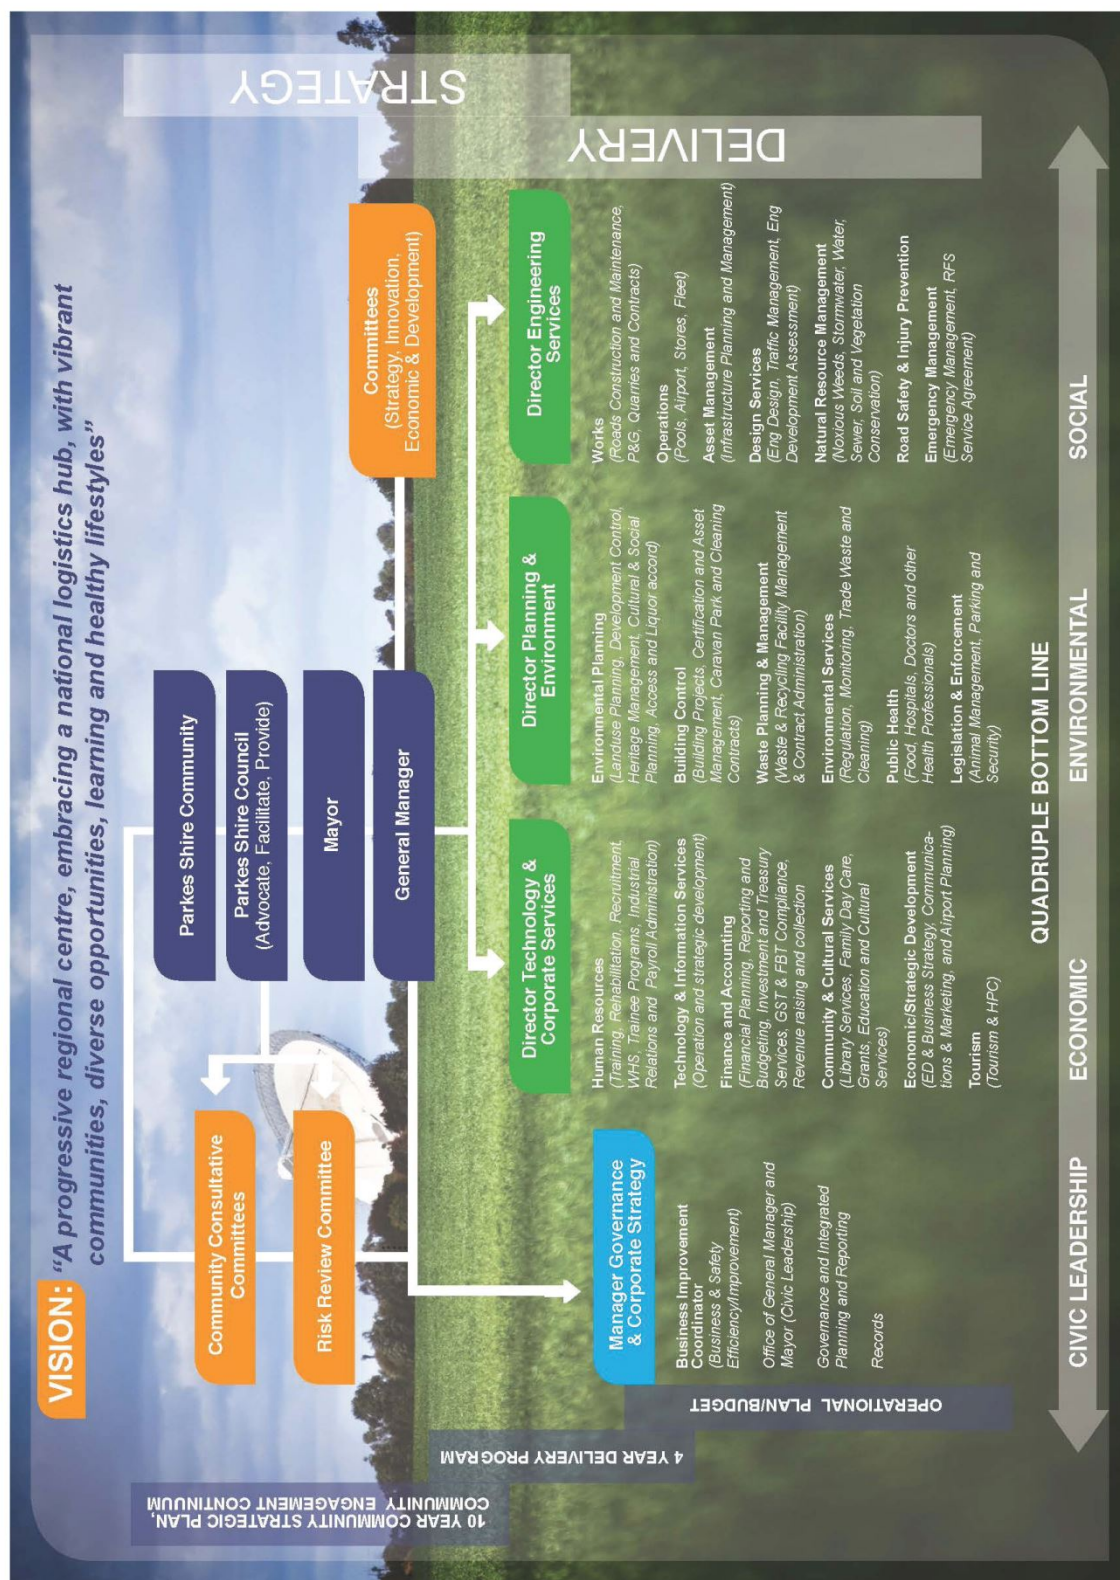 VISION:
"A progressive regional centre, embracing a national logistics hub, with vibrant
communities, diverse opportunities, learning and healthy lifestyles"
STRATEGY
DELIVERY
10 YEAR COMMUNITY STRATEGIC PLAN,
COMMUNITY ENGAGEMENT CONTINUUM
4 YEAR DELIVERY PROGRAM
OPERATIONAL PLAN/BUDGET
Parkes Shire Community
Parkes Shire Council
(Advocate, Facilitate, Provide)
Mayor
General Manager
Community Consultative
Committees
Risk Review Committee
Committees
(Strategy, Innovation,
Economic & Development)
Manager Governance
& Corporate Strategy
Business Improvement
Coordinator
(Business & Safety
Efficiency/Improvement)
Office of General Manager and
Mayor (Civic Leadership)
Governance and Integrated
Planning and Reporting
Records
Director Technology &
Corporate Services
Human Resources
(Training, Rehabilitation, Recruitment,
WHS, Trainee Programs, Industrial
Relations and Payroll Administration)
Technology & Information Services
(Operation and strategic development)
Finance and Accounting
(Financial Planning, Reporting and
Budgeting, Investment and Treasury
Services, GST & FBT Compliance,
Revenue raising and collection
Community & Cultural Services
(Library Services, Family Day Care,
Grants, Education and Cultural
Services)
Economic/Strategic Development
(ED & Business Strategy, Communica-
tions & Marketing, and Airport Planning)
Tourism
(Tourism & HPC)
Director Planning &
Environment
Environmental Planning
(Landuse Planning, Development Control,
Heritage Management, Cultural & Social
Planning, Access and Liquor accord)
Building Control
(Building Projects, Certification and Asset
Management, Caravan Park and Cleaning
Contracts)
Waste Planning & Management
(Waste & Recycling Facility Management
& Contract Administration)
Environmental Services
(Regulation, Monitoring, Trade Waste and
Cleaning)
Public Health
(Food, Hospitals, Doctors and other
Health Professionals)
Legislation & Enforcement
(Animal Management, Parking and
Security)
Director Engineering
Services
Works
(Roads Construction and Maintenance,
P&G, Quarries and Contracts)
Operations
(Pools, Airport, Stores, Fleet)
Asset Management
(Infrastructure Planning and Management)
Design Services
(Eng Design, Traffic Management, Eng
Development Assessment)
Natural Resource Management
(Noxious Weeds, Stormwater, Water,
Sewer, Soil and Vegetation
Conservation)
Road Safety & Injury Prevention
Emergency Management
(Emergency Management, RFS
Service Agreement)
QUADRUPLE BOTTOM LINE
CIVIC LEADERSHIP
ECONOMIC
ENVIRONMENTAL
SOCIAL